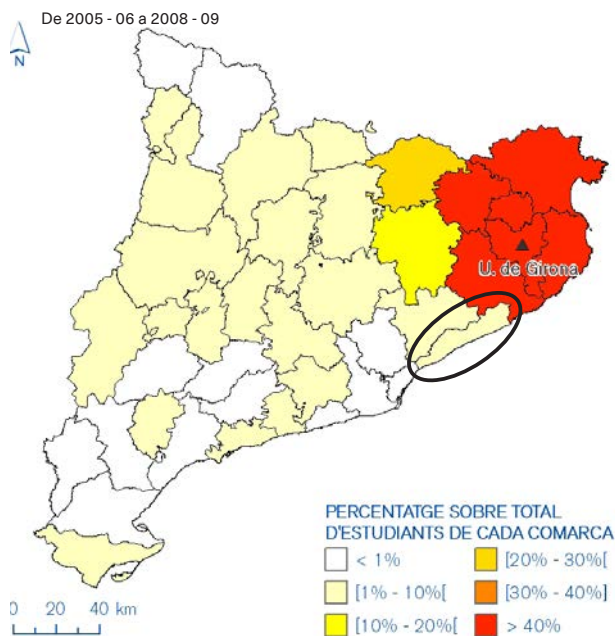 De 2005 - 06 a 2008 - 09
N
U. de Girona
PERCENTATGE SOBRE TOTAL
D'ESTUDIANTS DE CADA COMARCA
< 1%
[20% - 30%[
[1% - 10%[
[30% - 40%]
[10% - 20%[
> 40%
0 20 40 km